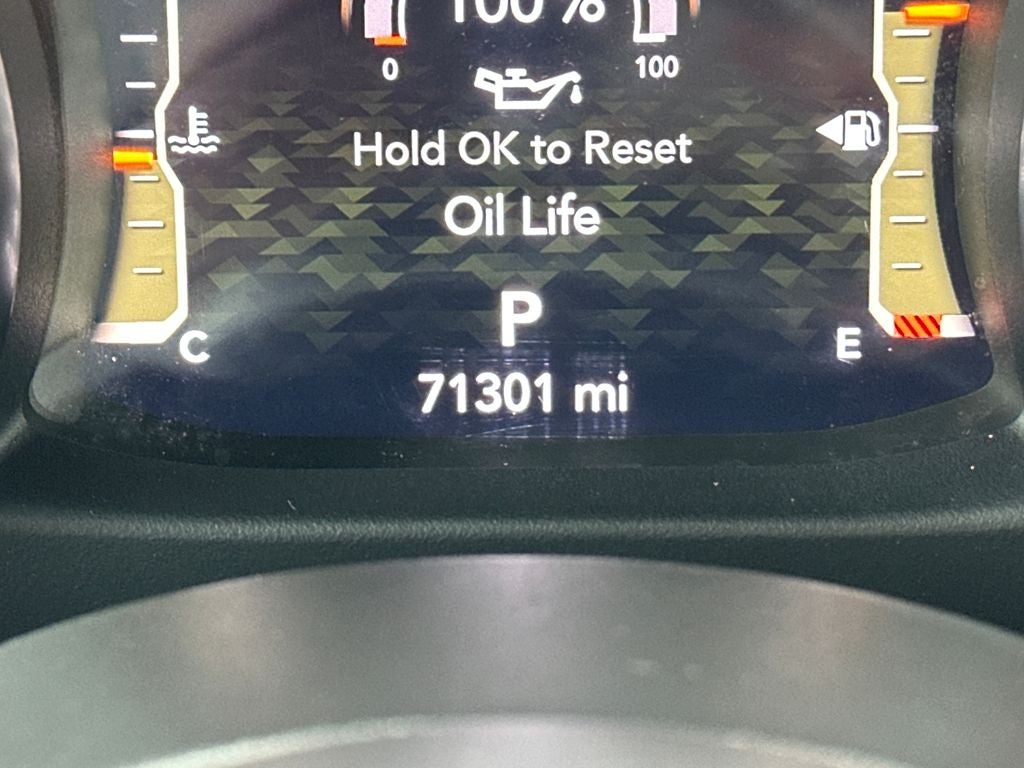 100%
0 100
Hold OK to Reset
Oil Life
P
C E
71301 mi